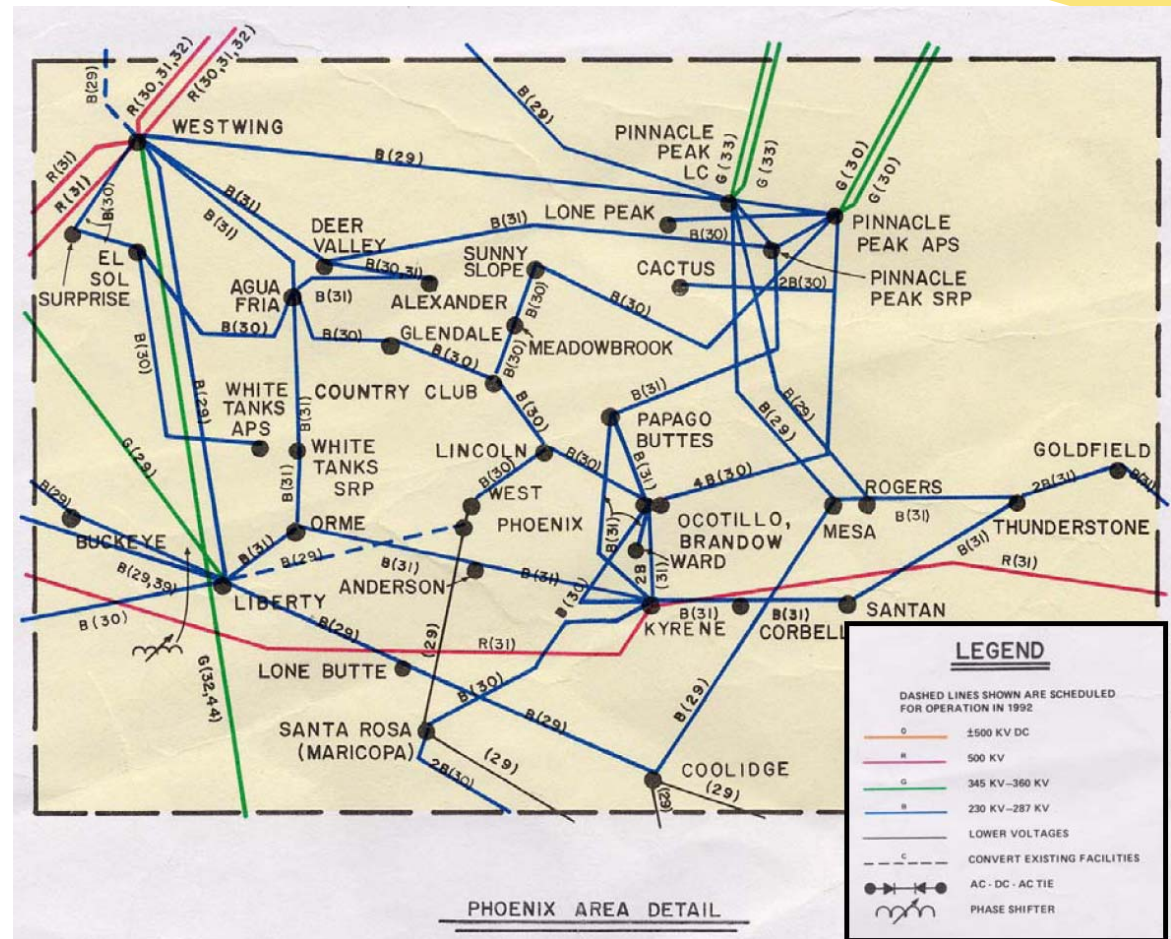 B(29)
R(30,31,32)
R(30,31,32)
WESTWING
B(29)
PINNACLE
PEAK
LC
G(33)
G(33)
G(30)
G(30)
R(31)
R(31)
B(30)
B(29)
B(31)
B(31)
DEER
VALLEY
B(31)
LONE PEAK
B(30)
PINNACLE
PEAK APS
EL
SOL
SURPRISE
AGUA
FRIA
B(30,31)
B(31)
ALEXANDER
SUNNY
SLOPE
CACTUS
2B(30)
PINNACLE
PEAK SRP
B(30)
B(30)
B(30)
GLENDALE
B(30)
MEADOWBROOK
B(30)
B(30)
B(30)
COUNTRY CLUB
WHITE
TANKS
APS
B(29)
B(31)
B(30)
B(31)
PAPAGO
BUTTES
B(29)
B(29)
G(29)
WHITE
TANKS
SRP
LINCOLN
B(30)
B(31)
4B(30)
GOLDFIELD
B(31)
B(30)
WEST
PHOENIX
ROGERS
2B(31)
B(31)
B(29)
BUCKEYE
B(31)
ORME
B(31)
OCOTILLO,
BRANDOW
MESA
B(31)
THUNDERSTONE
B(29,39)
B(31)
B(29)
B(31)
ANDERSON
B(31)
WARD
2B
(31)
B(31)
R(31)
B(30)
LIBERTY
B(30)
KYRENE
B(31)
CORBELL
B(31)
SANTAN
B(29)
(29)
R(31)
G(32,44)
LONE BUTTE
B(30)
B(29)
B(29)
SANTA ROSA
(MARICOPA)
2B(30)
(29)
COOLIDGE
(29)
(29)
LEGEND
DASHED LINES SHOWN ARE SCHEDULED
FOR OPERATION IN 1992
D ±500 KV DC
R 500 KV
G 345 KV–360 KV
B 230 KV–287 KV
LOWER VOLTAGES
C CONVERT EXISTING FACILITIES
AC - DC - AC TIE
PHASE SHIFTER
PHOENIX AREA DETAIL